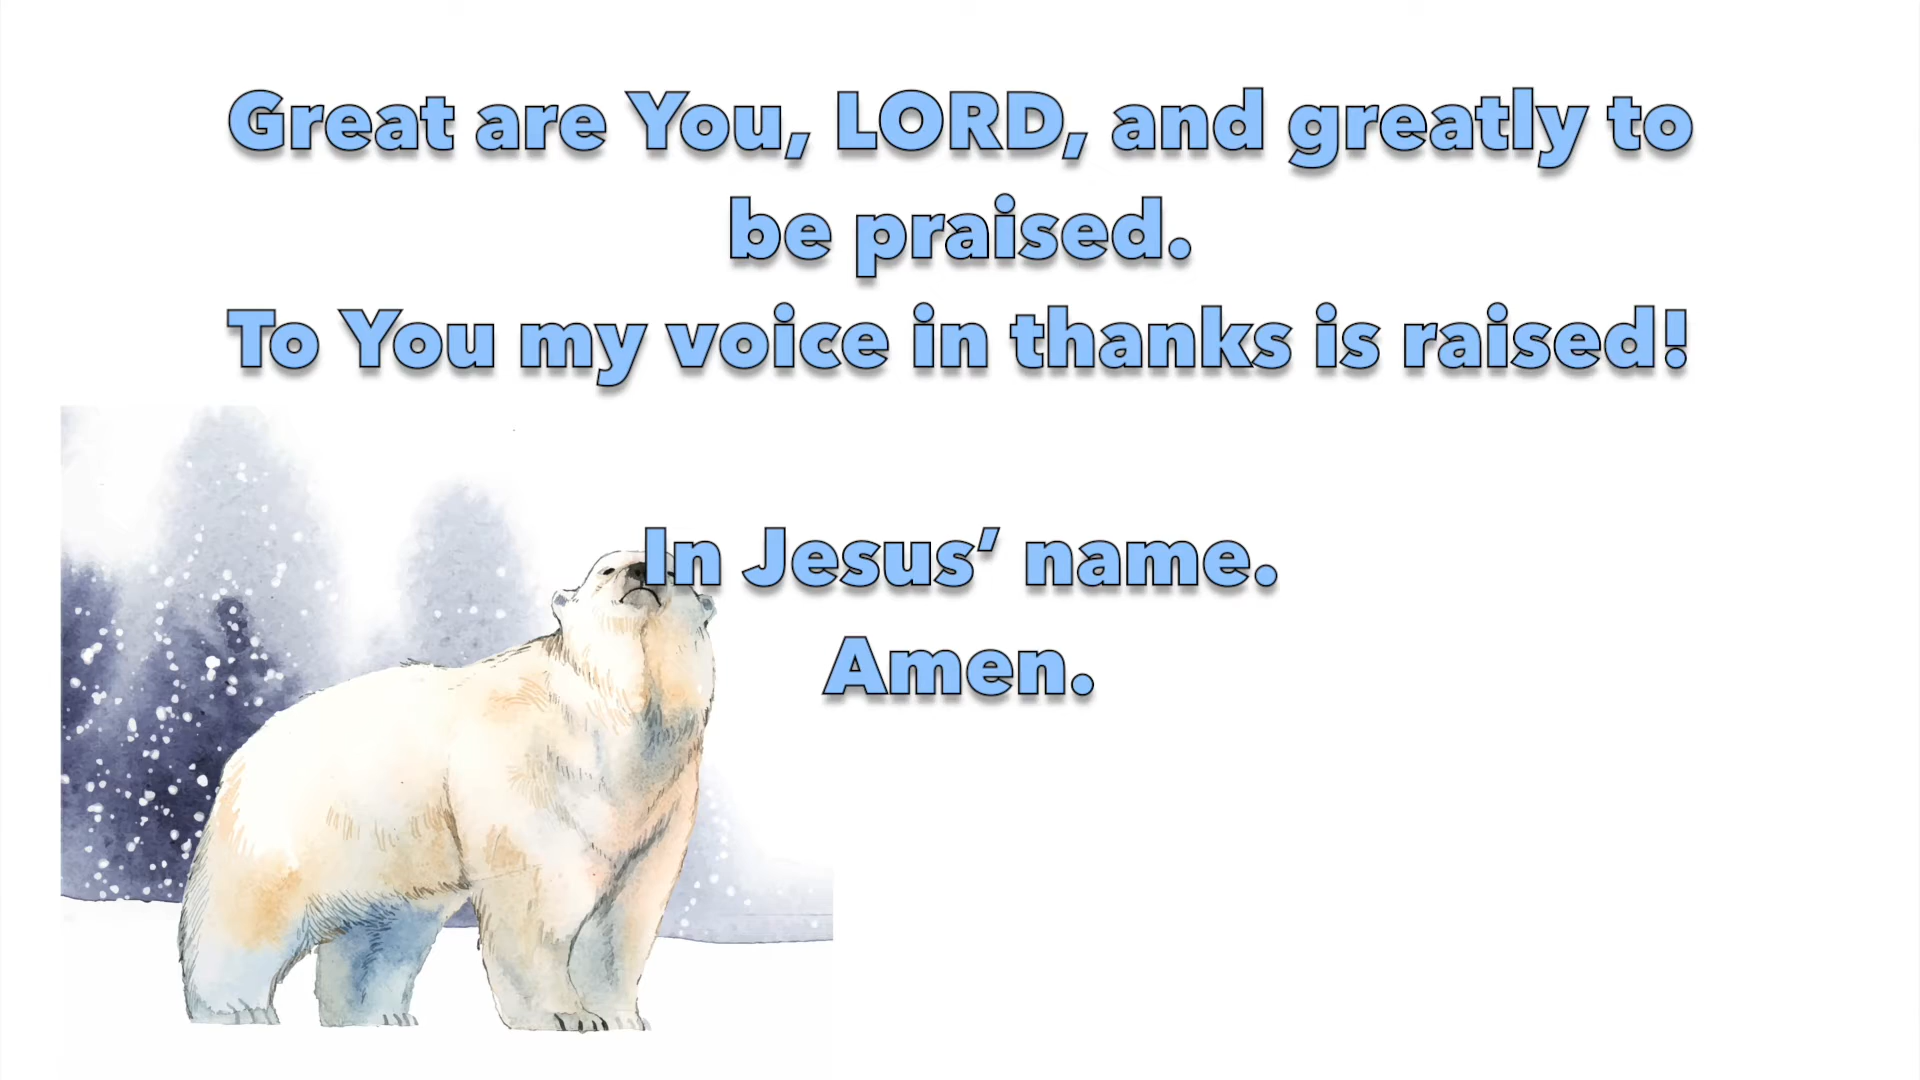 Great are You, LORD, and greatly to
be praised.
To You my voice in thanks is raised!
In Jesus’ name.
Amen.